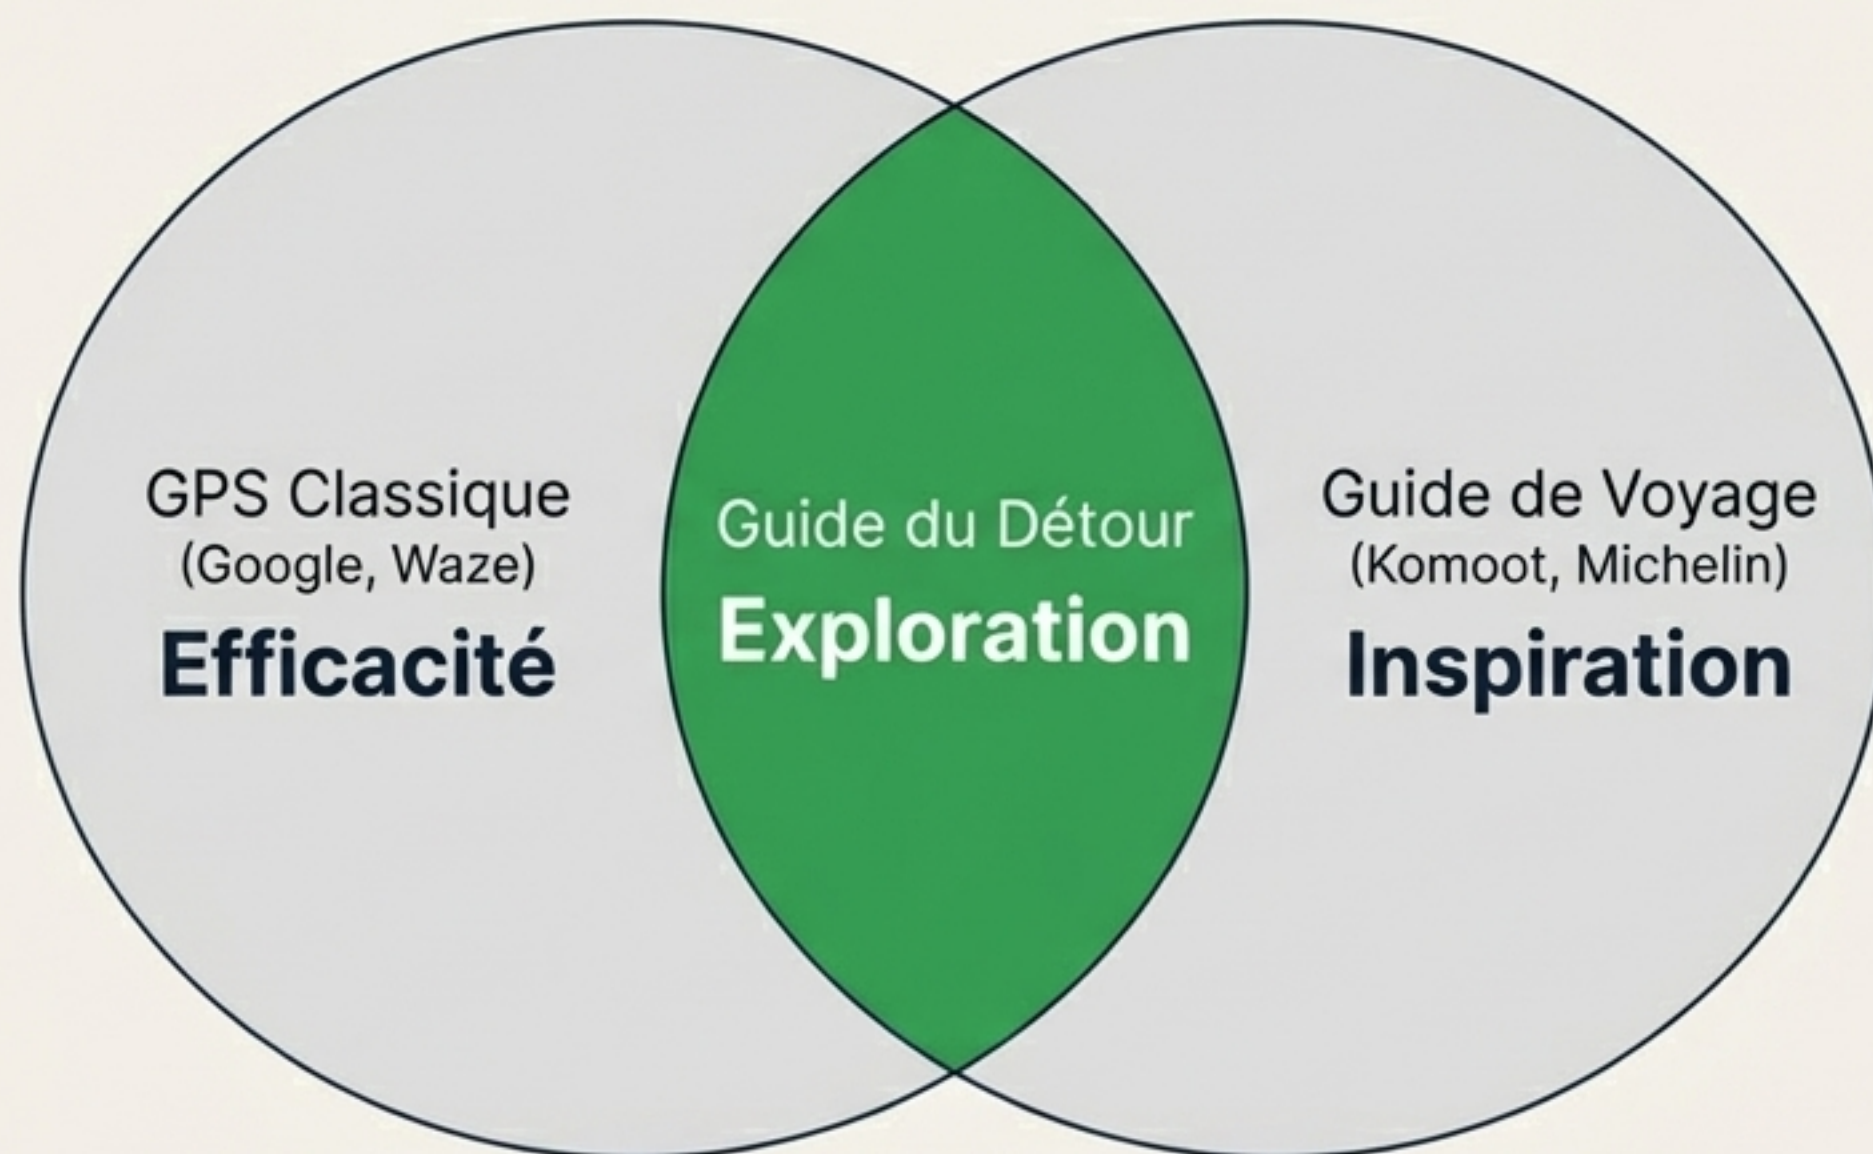 GPS Classique
(Google, Waze)
Efficacité
Guide du Détour
Exploration
Guide de Voyage
(Komoot, Michelin)
Inspiration